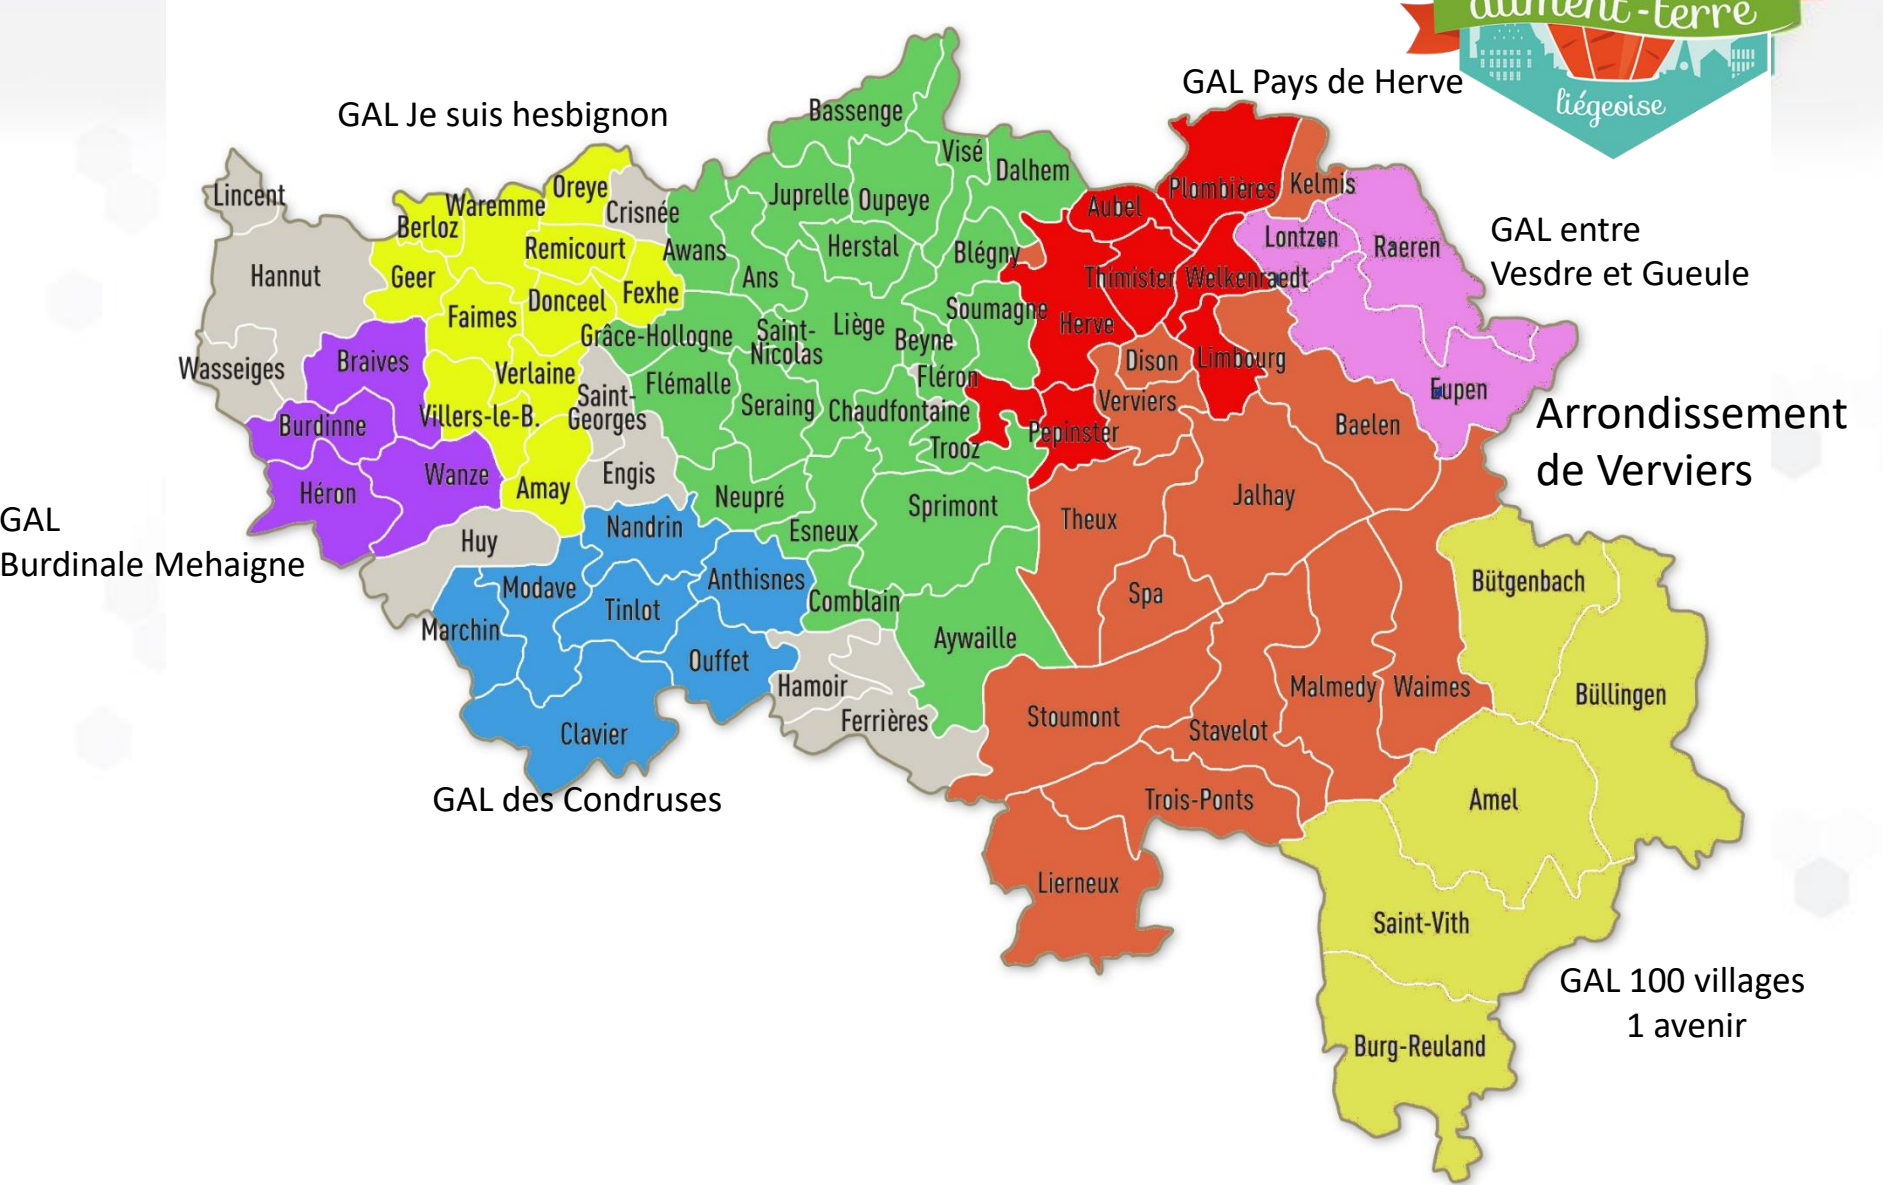 aliment-terre
liégeoise
GAL Pays de Herve
GAL Je suis hesbignon
GAL entre
Vesdre et Gueule
Arrondissement
de Verviers
GAL
Burdinale Mehaigne
GAL des Condruses
GAL 100 villages
1 avenir
Lincent
Hannut
Wasseiges
Berloz
Waremme
Oreye
Crisnée
Geer
Remicourt
Faimes
Donceel
Fexhe
Verlaine
Villers-le-B.
Amay
Braives
Burdinne
Héron
Wanze
Saint-
Georges
Engis
Huy
Nandrin
Modave
Tinlot
Anthisnes
Marchin
Ouffet
Clavier
Hamoir
Ferrières
Bassenge
Visé
Dalhem
Juprelle
Oupeye
Awans
Ans
Herstal
Blégny
Grâce-Hollogne
Saint-
Nicolas
Liège
Beyne
Soumagne
Fléron
Flémalle
Seraing
Chaudfontaine
Trooz
Neupré
Esneux
Sprimont
Comblain
Aywaille
Plombières
Kelmis
Aubel
Thimister
Welkenraedt
Herve
Limbourg
Pepinster
Lontzen
Raeren
Eupen
Dison
Verviers
Baelen
Theux
Jalhay
Spa
Stoumont
Stavelot
Malmedy
Waimes
Trois-Ponts
Lierneux
Bütgenbach
Büllingen
Amel
Saint-Vith
Burg-Reuland